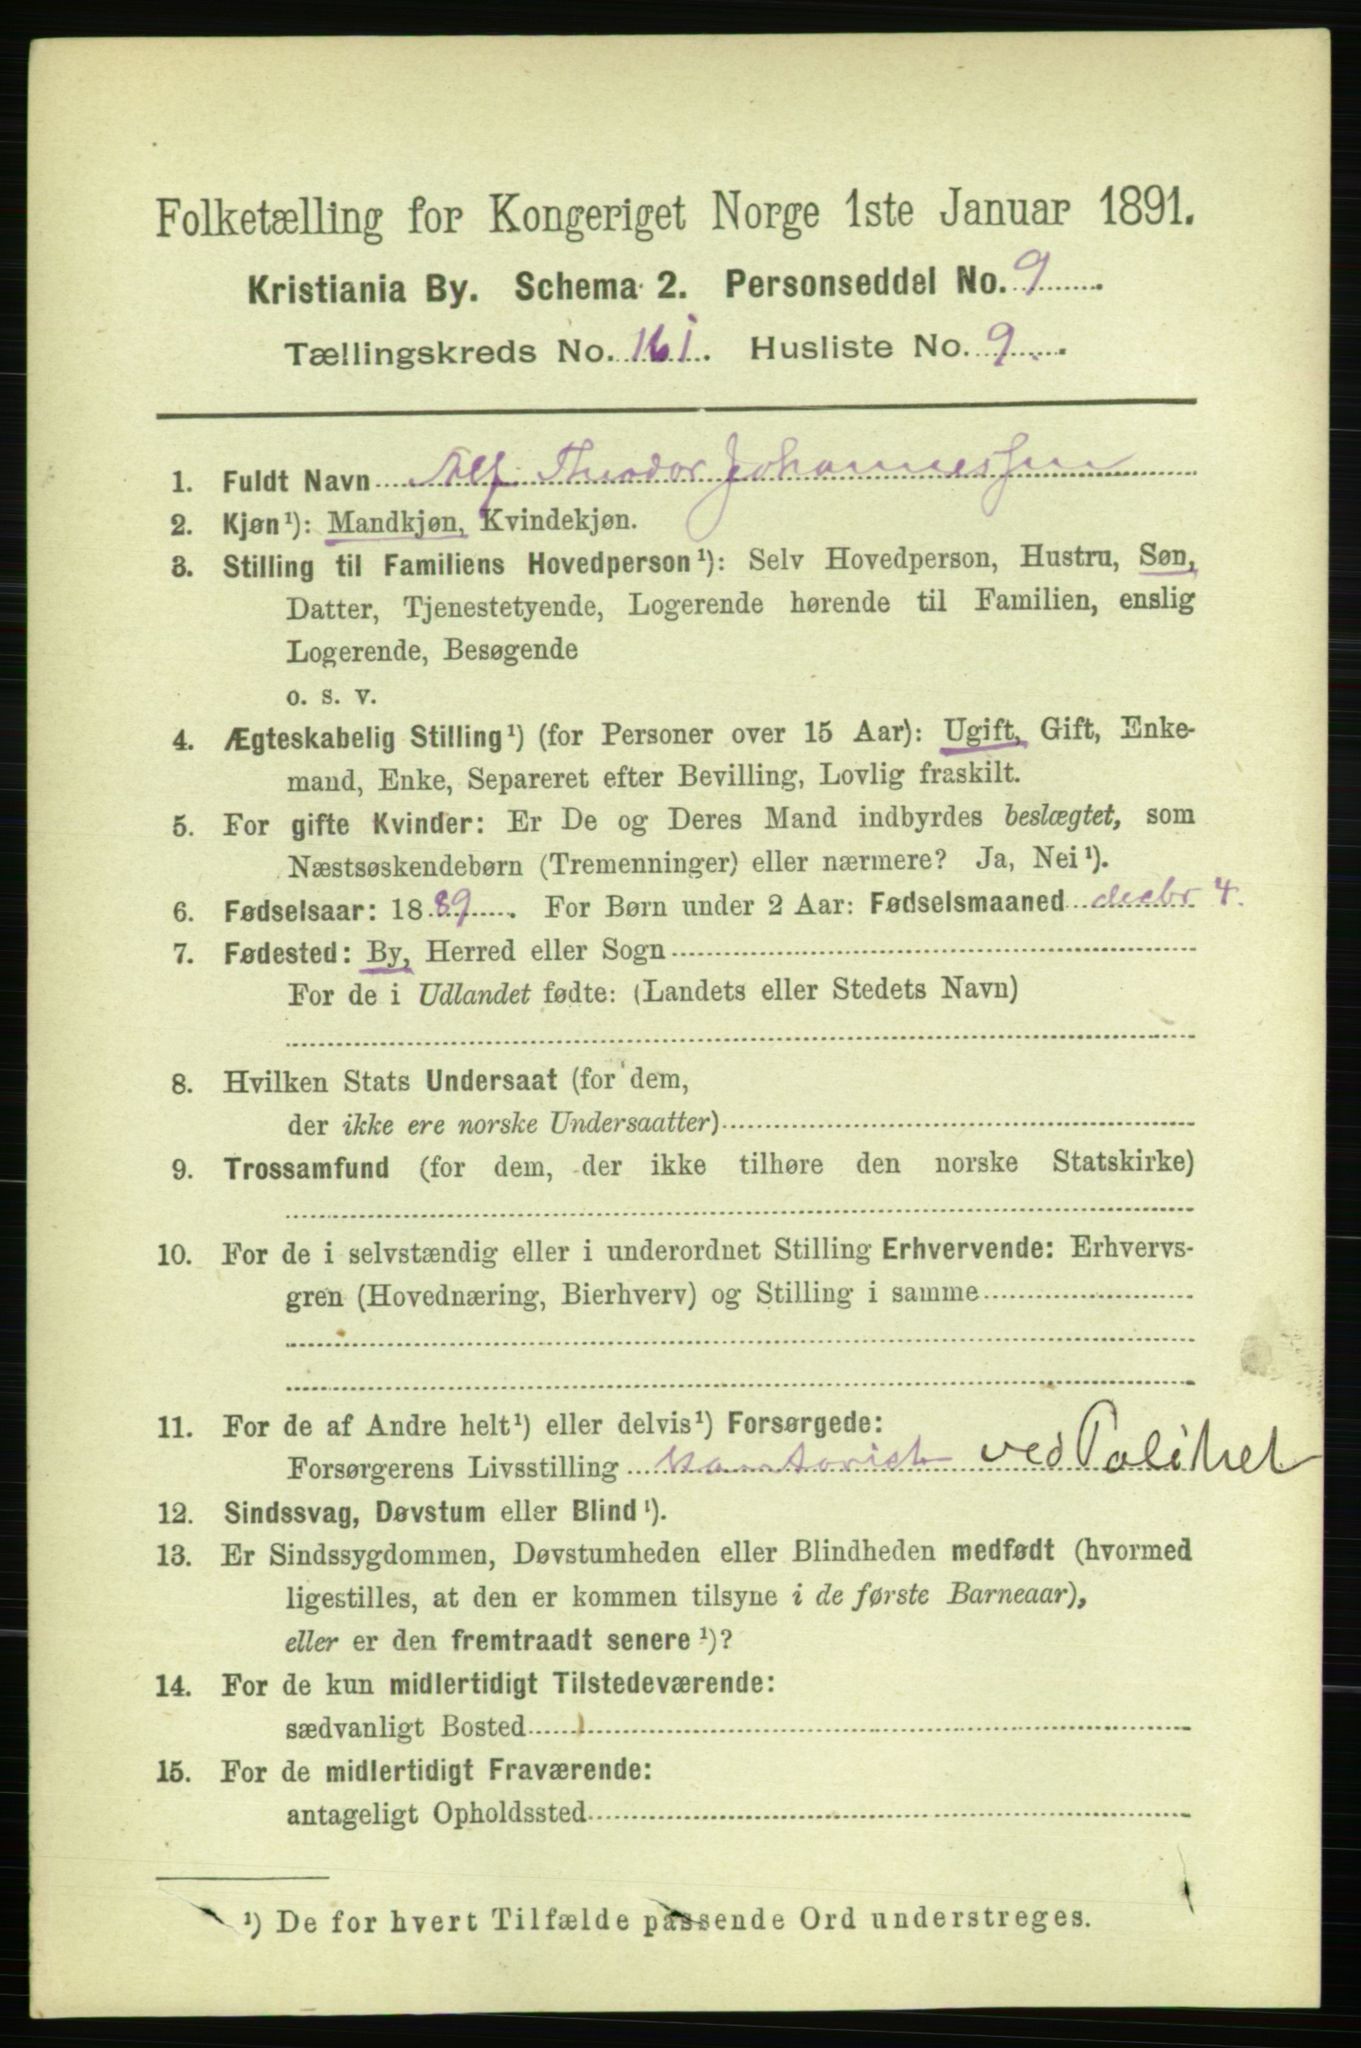 Folketælling for Kongeriget Norge 1ste Januar 1891.
Kristiania By. Schema 2. Personseddel No. 9
Tællingskreds No. 161. Husliste No. 9
1. Fuldt Navn Alf Theodor Johannessen
2. Kjøn¹): Mandkjøn, Kvindekjøn.
3. Stilling til Familiens Hovedperson¹): Selv Hovedperson, Hustru, Søn,
Datter, Tjenestetyende, Logerende hørende til Familien, enslig
Logerende, Besøgende
o. s. v.
4. Ægteskabelig Stilling¹) (for Personer over 15 Aar): Ugift, Gift, Enke-
mand, Enke, Separeret efter Bevilling, Lovlig fraskilt.
5. For gifte Kvinder: Er De og Deres Mand indbyrdes beslægtet, som
Næstsøskendebørn (Tremenninger) eller nærmere? Ja, Nei¹).
6. Fødselsaar: 1889. For Børn under 2 Aar: Fødselsmaaned decbr 4.
7. Fødested: By, Herred eller Sogn
For de i Udlandet fødte: (Landets eller Stedets Navn)
8. Hvilken Stats Undersaat (for dem,
der ikke ere norske Undersaatter)
9. Trossamfund (for dem, der ikke tilhøre den norske Statskirke)
10. For de i selvstændig eller i underordnet Stilling Erhvervende: Erhvervs-
gren (Hovednæring, Bierhverv) og Stilling i samme
11. For de af Andre helt¹) eller delvis¹) Forsørgede:
Forsørgerens Livsstilling Kontorist ved Politiet
12. Sindssvag, Døvstum eller Blind¹).
13. Er Sindssygdommen, Døvstumheden eller Blindheden medfødt (hvormed
ligestilles, at den er kommen tilsyne i de første Barneaar),
eller er den fremtraadt senere¹)?
14. For de kun midlertidigt Tilstedeværende:
sædvanligt Bosted
15. For de midlertidigt Fraværende:
antageligt Opholdssted
¹) De for hvert Tilfælde passende Ord understreges.